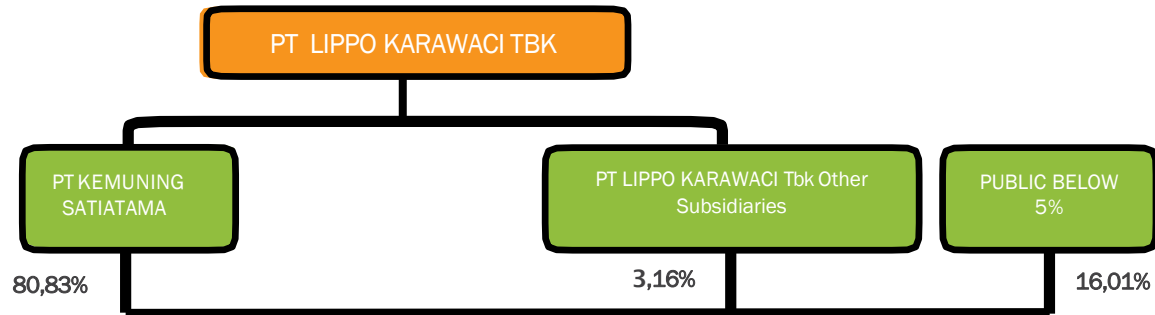 PT LIPPO KARAWACI TBK
PT KEMUNING
SATIATAMA
PT LIPPO KARAWACI Tbk Other
Subsidiaries
PUBLIC BELOW
5%
80,83%
3,16%
16,01%